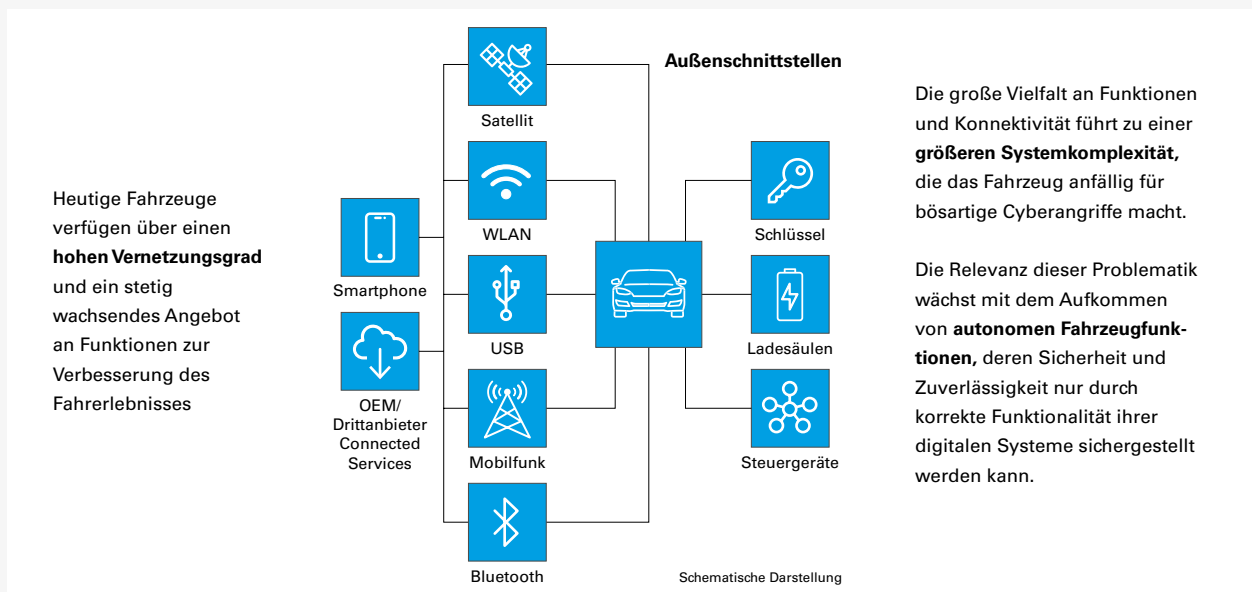 Heutige Fahrzeuge
verfügen über einen
hohen Vernetzungsgrad
und ein stetig
wachsendes Angebot
an Funktionen zur
Verbesserung des
Fahrerlebnisses
Außenschnittstellen
Smartphone
OEM/
Drittanbieter
Connected
Services
Satellit
WLAN
USB
Mobilfunk
Bluetooth
Schlüssel
Ladesäulen
Steuergeräte
Schematische Darstellung
Die große Vielfalt an Funktionen
und Konnektivität führt zu einer
größeren Systemkomplexität,
die das Fahrzeug anfällig für
bösartige Cyberangriffe macht.
Die Relevanz dieser Problematik
wächst mit dem Aufkommen
von autonomen Fahrzeugfunk-
tionen, deren Sicherheit und
Zuverlässigkeit nur durch
korrekte Funktionalität ihrer
digitalen Systeme sichergestellt
werden kann.